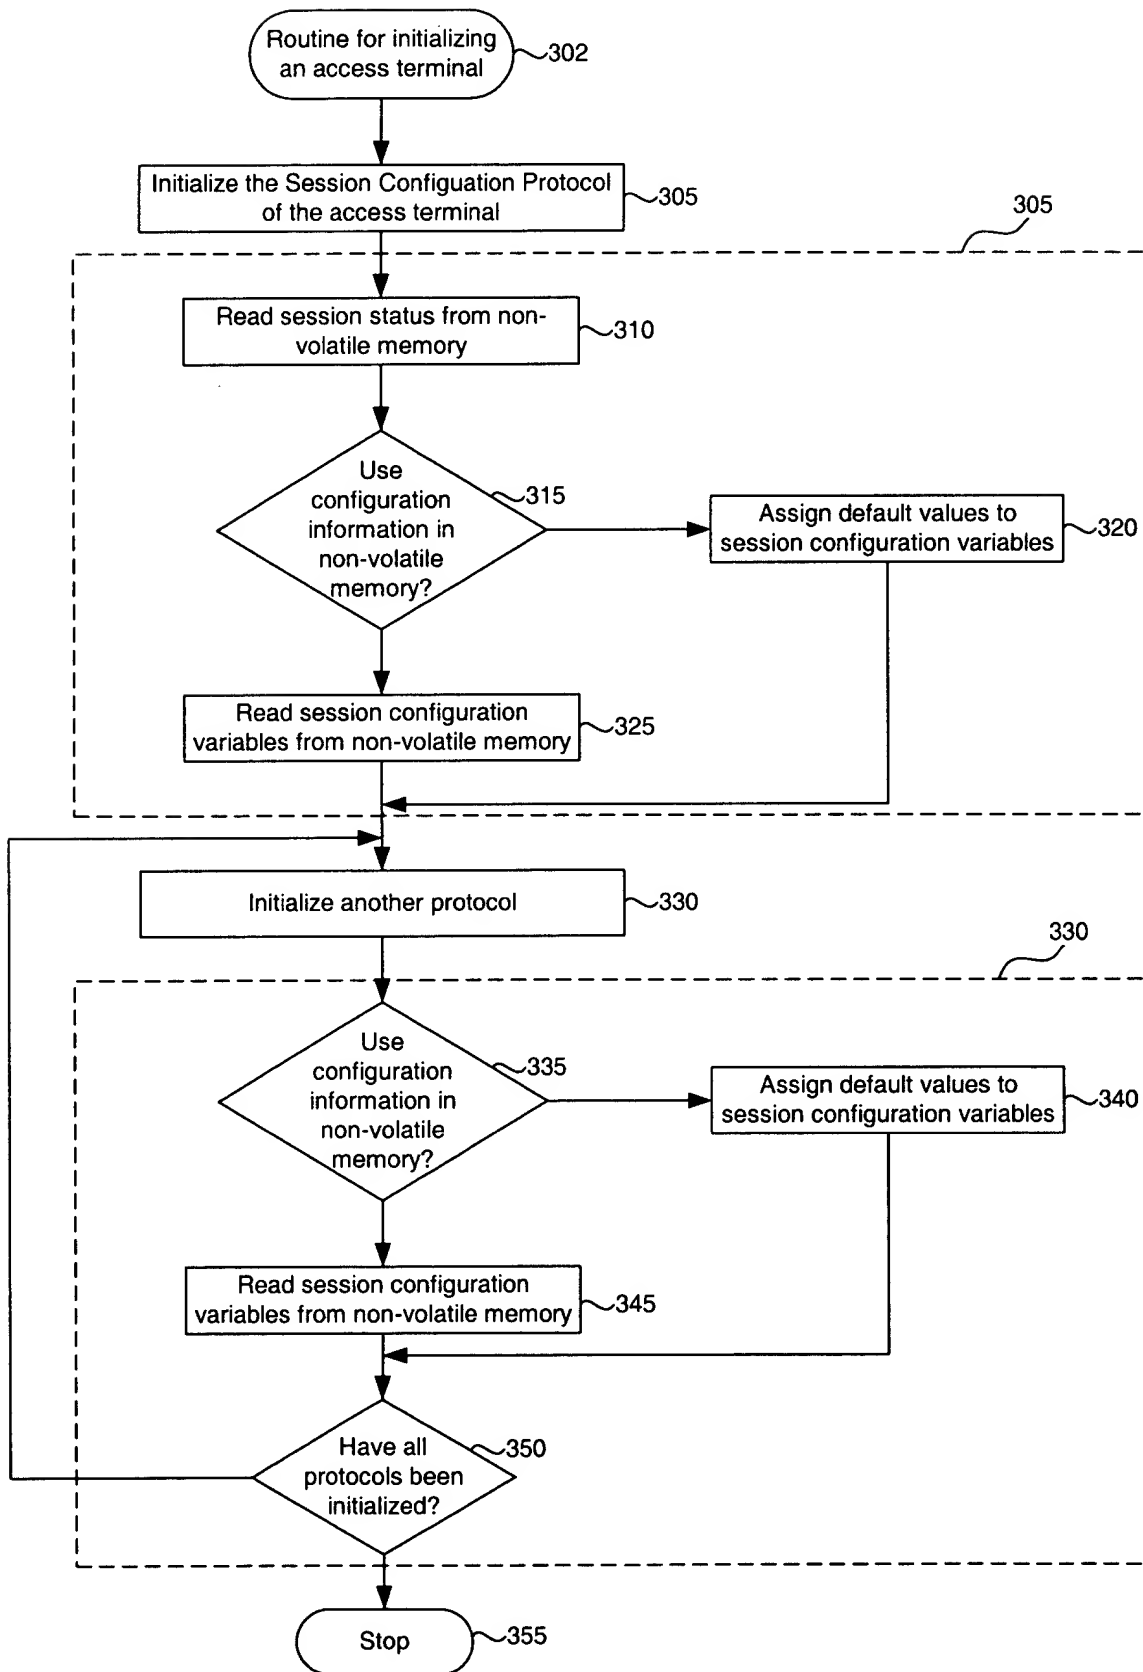 Routine for initializing
an access terminal
302
Initialize the Session Configuation Protocol
of the access terminal
305
305
Read session status from non-
volatile memory
310
Use
configuration
information in
non-volatile
memory?
315
Assign default values to
session configuration variables
320
Read session configuration
variables from non-volatile memory
325
Initialize another protocol
330
330
Use
configuration
information in
non-volatile
memory?
335
Assign default values to
session configuration variables
340
Read session configuration
variables from non-volatile memory
345
Have all
protocols been
initialized?
350
Stop
355